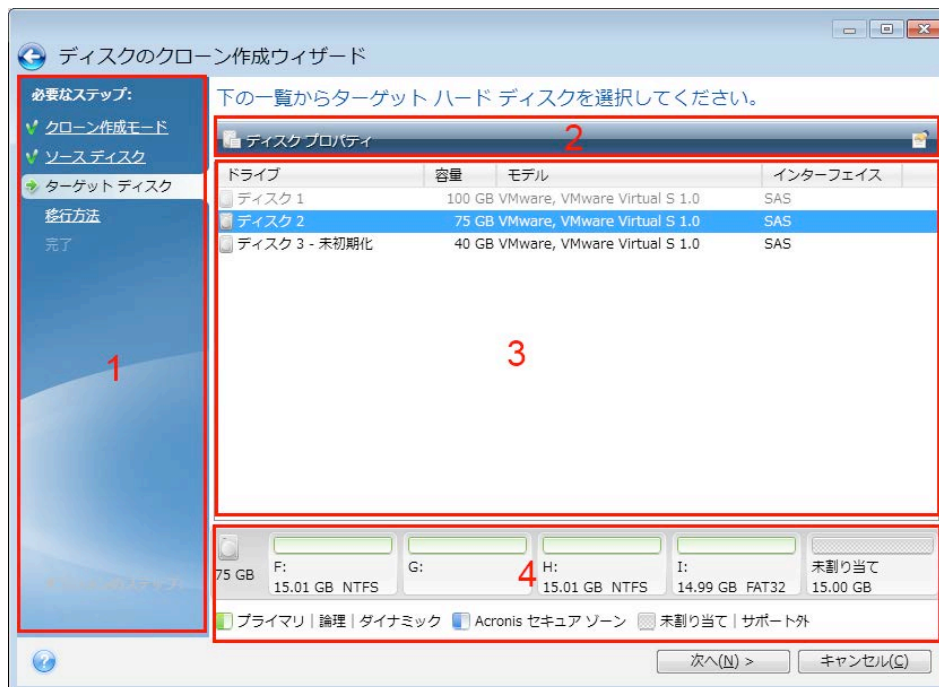 ディスクのクローン作成ウィザード
必要なステップ:
クローン作成モード
ソース ディスク
ターゲット ディスク
移行方法
完了
1
下の一覧からターゲット ハード ディスクを選択してください。
ディスク プロパティ
2
ドライブ 容量 モデル インターフェイス
ディスク 1 100 GB VMware, VMware Virtual S 1.0 SAS
ディスク 2 75 GB VMware, VMware Virtual S 1.0 SAS
ディスク 3 - 未初期化 40 GB VMware, VMware Virtual S 1.0 SAS
3
75 GB
F:
15.01 GB NTFS
G:
4
H:
15.01 GB NTFS
I:
14.99 GB FAT32
未割り当て
15.00 GB
プライマリ | 論理 | ダイナミック Acronis セキュア ゾーン 未割り当て | サポート外
次へ(N) > キャンセル(C)